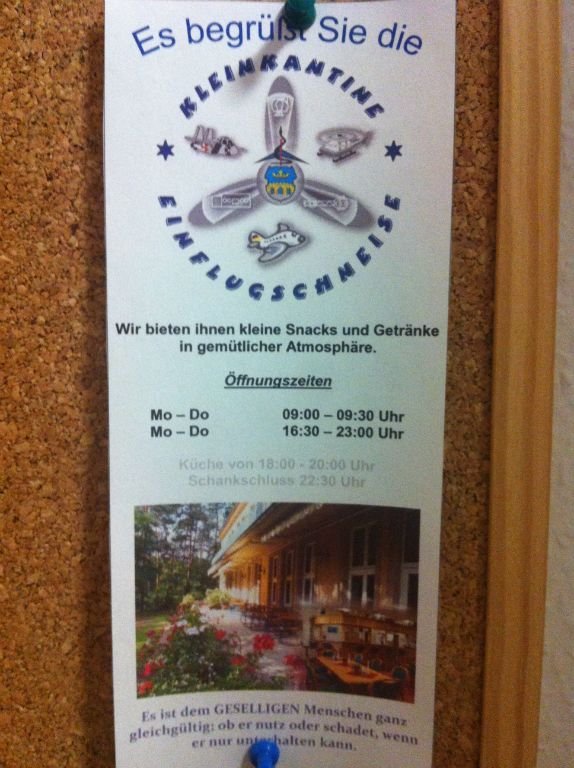 Es begrüßt Sie die
KLEINKANTINE
EINFLUGSCHNEISE
Wir bieten ihnen kleine Snacks und Getränke
in gemütlicher Atmosphäre.
Öffnungszeiten
Mo – Do 09:00 – 09:30 Uhr
Mo – Do 16:30 – 23:00 Uhr
Küche von 18:00 - 20:00 Uhr
Schankschluss 22:30 Uhr
Es ist dem GESELLIGEN Menschen ganz
gleichgültig; ob er nutz oder schadet, wenn
er nur unterhalten kann.